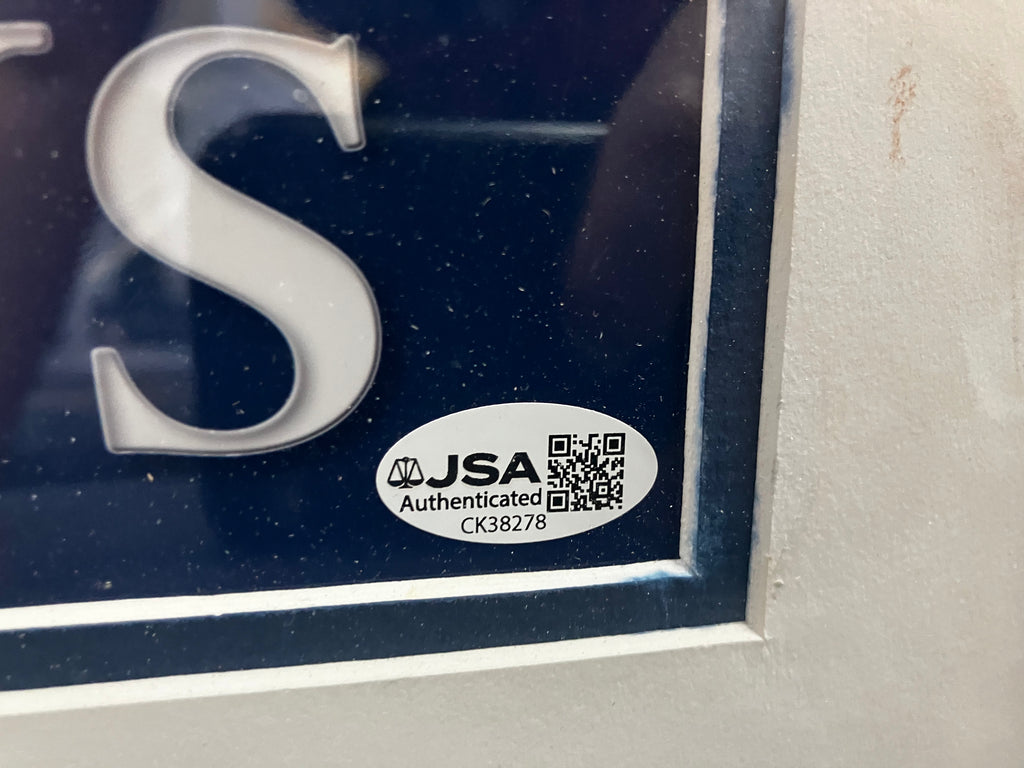 S
JSA
Authenticated
CK38278